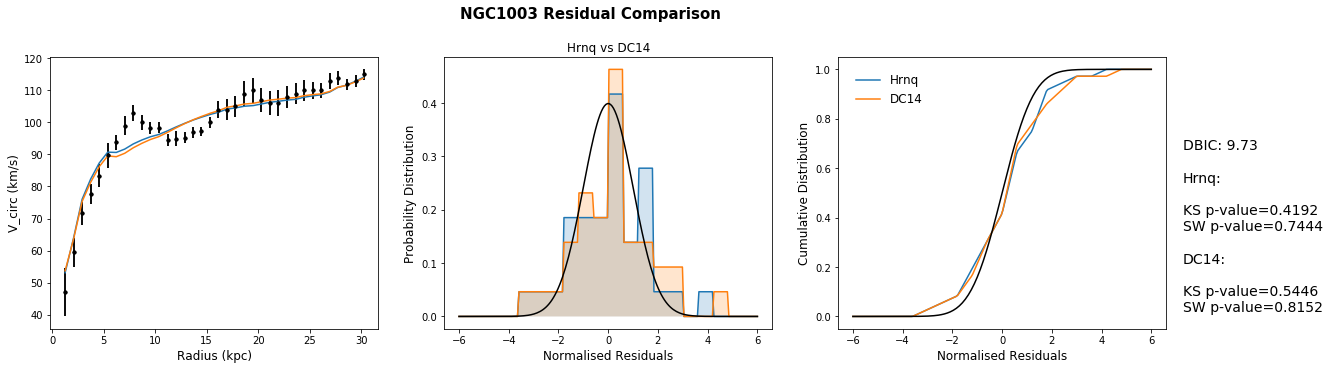 NGC1003 Residual Comparison
V_circ (km/s)
120
110
100
90
80
70
60
50
40
0 5 10 15 20 25 30
Radius (kpc)
Hrnq vs DC14
Probability Distribution
0.4
0.3
0.2
0.1
0.0
−6 −4 −2 0 2 4 6
Normalised Residuals
Cumulative Distribution
1.0
0.8
0.6
0.4
0.2
0.0
Hrnq
DC14
−6 −4 −2 0 2 4 6
Normalised Residuals
DBIC: 9.73
Hrnq:
KS p-value=0.4192
SW p-value=0.7444
DC14:
KS p-value=0.5446
SW p-value=0.8152